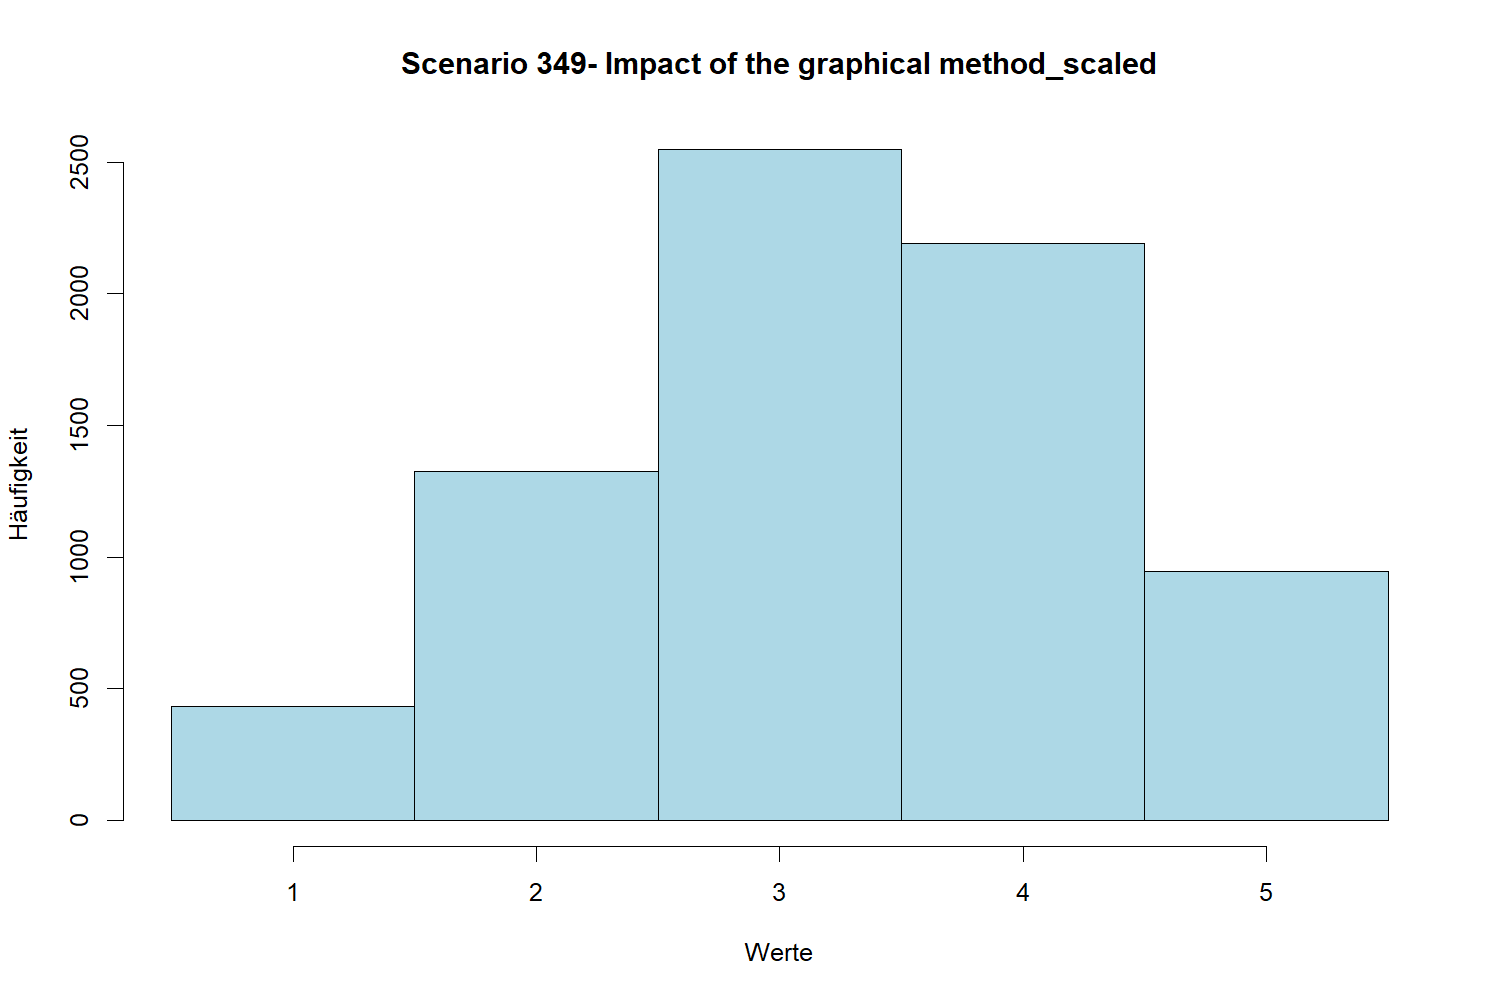 Scenario 349- Impact of the graphical method_scaled
2500
2000
1500
1000
500
0
Häufigkeit
1 2 3 4 5
Werte